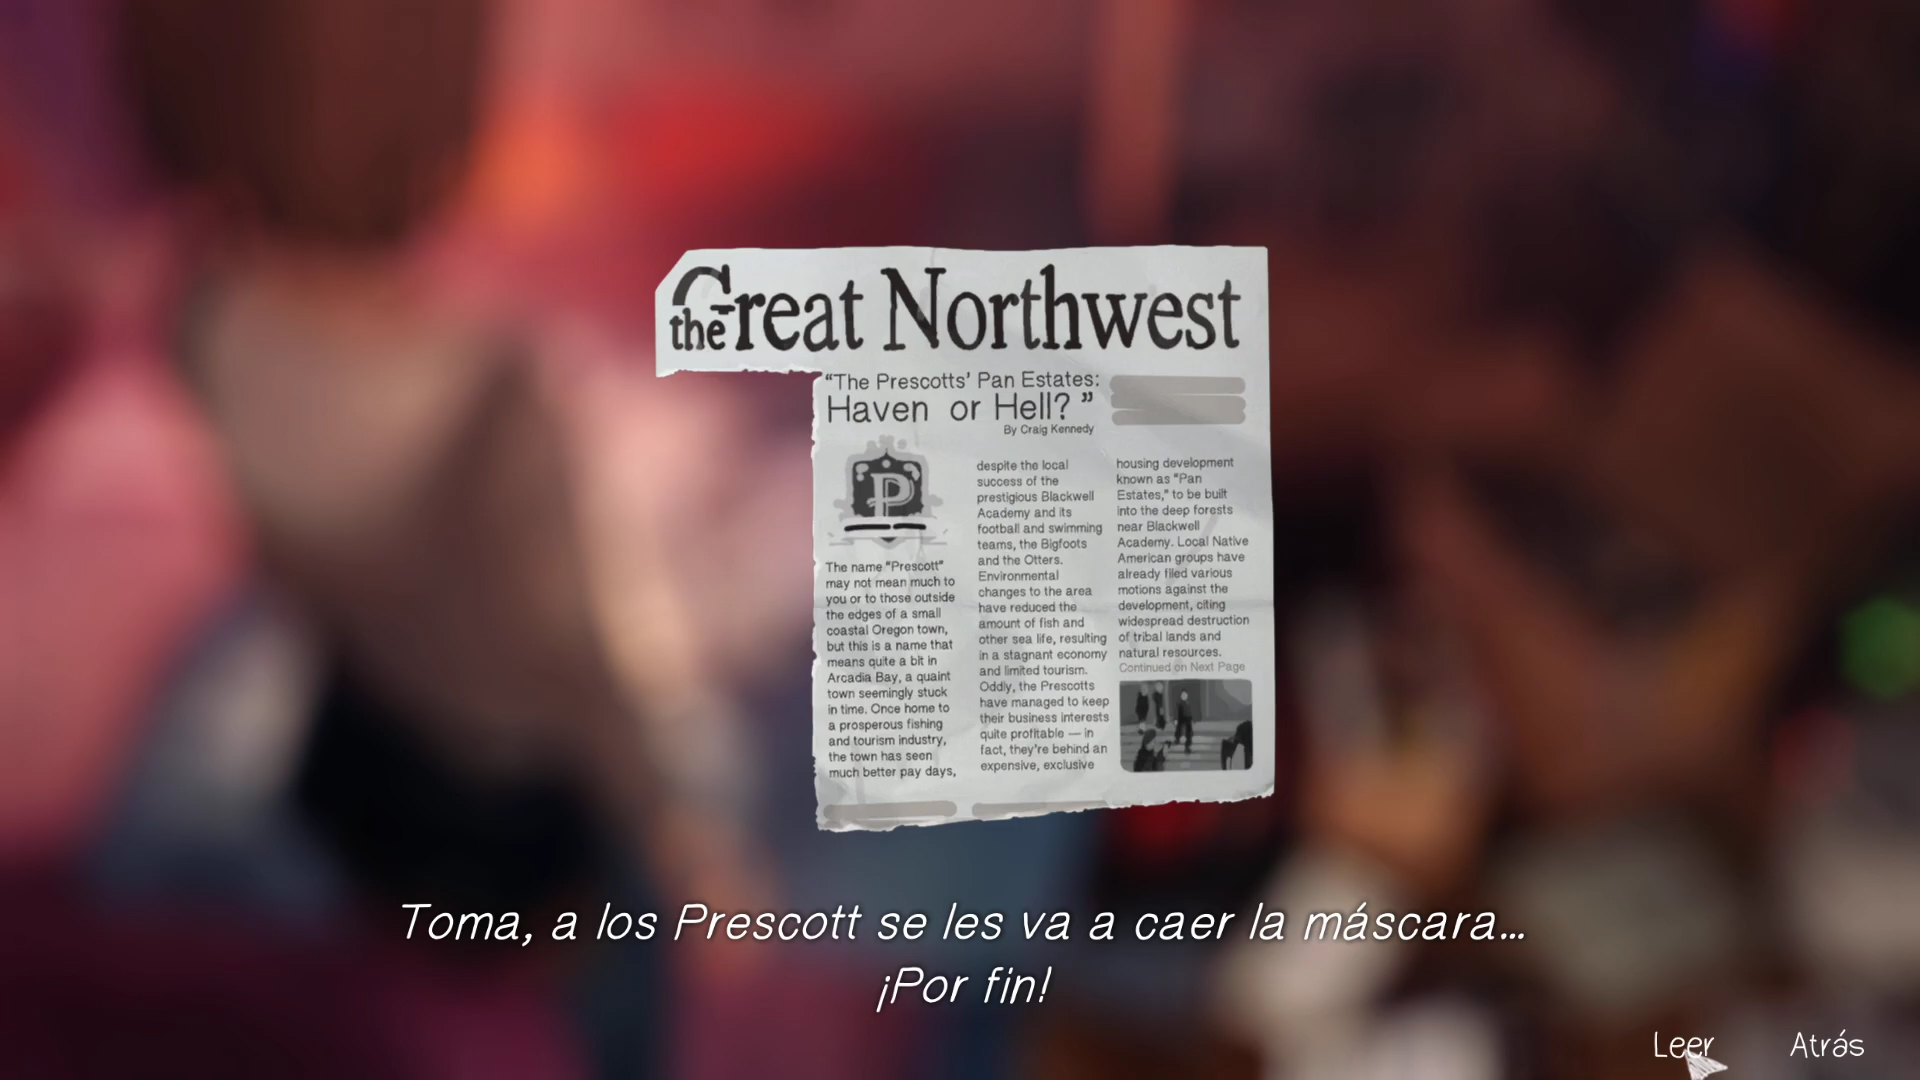 the Great Northwest
"The Prescotts' Pan Estates:
Haven or Hell?"
By Craig Kennedy
P
The name "Prescott"
may not mean much to
you or to those outside
the edges of a small
coastal Oregon town,
but this is a name that
means quite a bit in
Arcadia Bay, a quaint
town seemingly stuck
in time. Once home to
a prosperous fishing
and tourism industry,
the town has seen
much better pay days,
despite the local
success of the
prestigious Blackwell
Academy and its
football and swimming
teams, the Bigfoots
and the Otters.
Environmental
changes to the area
have reduced the
amount of fish and
other sea life, resulting
in a stagnant economy
and limited tourism.
Oddly, the Prescotts
have managed to keep
their business interests
quite profitable — in
fact, they're behind an
expensive, exclusive
housing development
known as "Pan
Estates," to be built
into the deep forests
near Blackwell
Academy. Local Native
American groups have
already filed various
motions against the
development, citing
widespread destruction
of tribal lands and
natural resources.
Continued on Next Page
Toma, a los Prescott se les va a caer la máscara...
¡Por fin!
Leer
Atrás